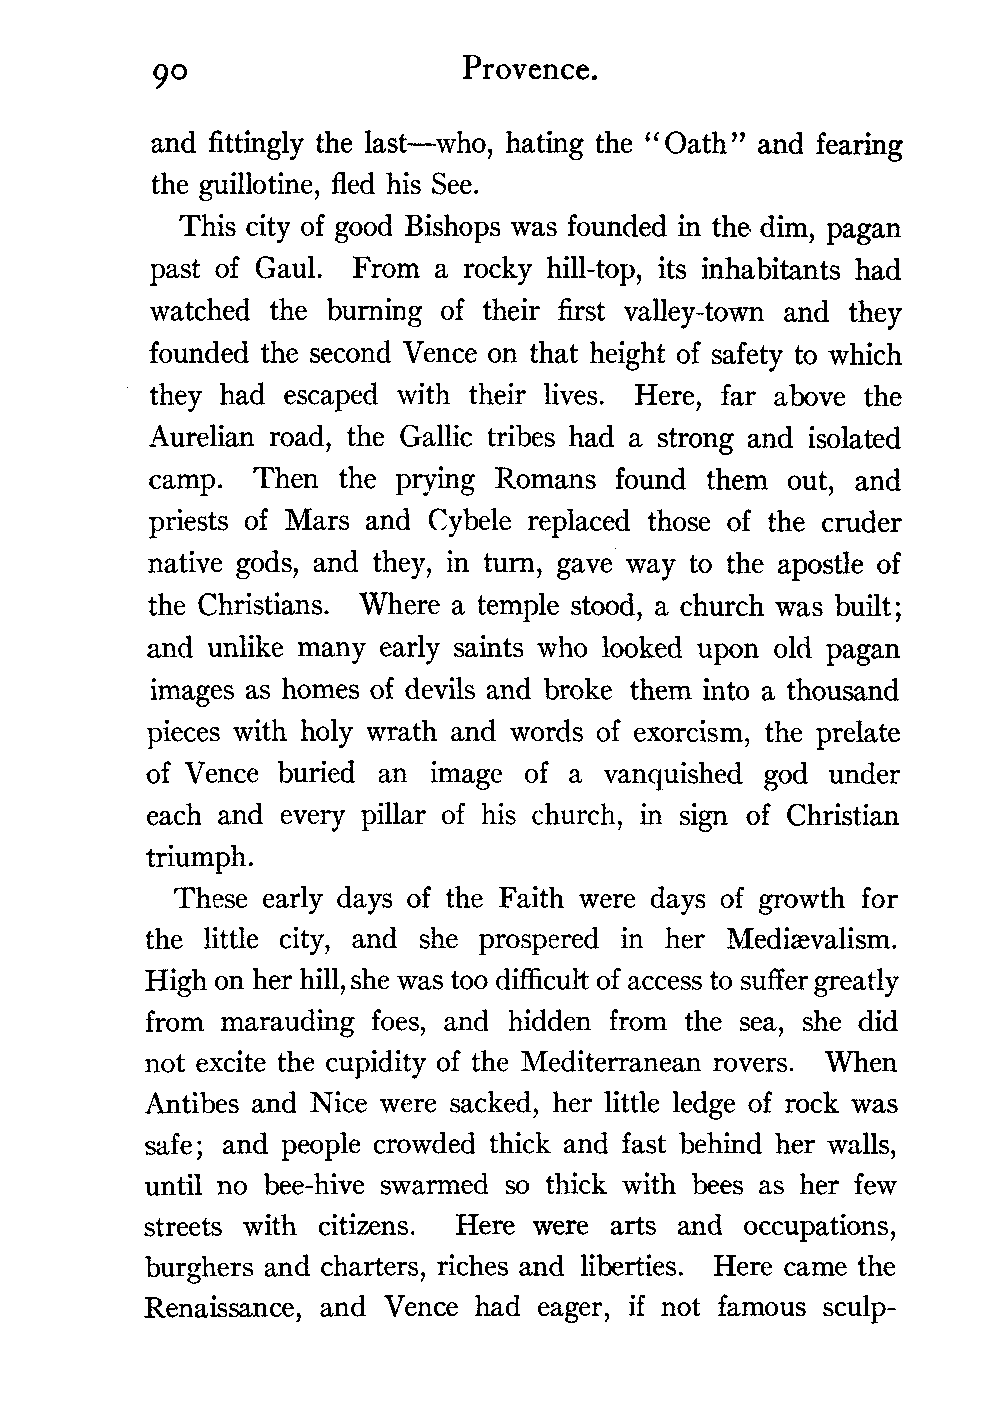 90 Provence.
and fittingly the last—who, hating the “Oath” and fearing
the guillotine, fled his See.
This city of good Bishops was founded in the dim, pagan
past of Gaul. From a rocky hill-top, its inhabitants had
watched the burning of their first valley-town and they
founded the second Vence on that height of safety to which
they had escaped with their lives. Here, far above the
Aurelian road, the Gallic tribes had a strong and isolated
camp. Then the prying Romans found them out, and
priests of Mars and Cybele replaced those of the cruder
native gods, and they, in turn, gave way to the apostle of
the Christians. Where a temple stood, a church was built;
and unlike many early saints who looked upon old pagan
images as homes of devils and broke them into a thousand
pieces with holy wrath and words of exorcism, the prelate
of Vence buried an image of a vanquished god under
each and every pillar of his church, in sign of Christian
triumph.
These early days of the Faith were days of growth for
the little city, and she prospered in her Mediævalism.
High on her hill, she was too difficult of access to suffer greatly
from marauding foes, and hidden from the sea, she did
not excite the cupidity of the Mediterranean rovers. When
Antibes and Nice were sacked, her little ledge of rock was
safe; and people crowded thick and fast behind her walls,
until no bee-hive swarmed so thick with bees as her few
streets with citizens. Here were arts and occupations,
burghers and charters, riches and liberties. Here came the
Renaissance, and Vence had eager, if not famous sculp-